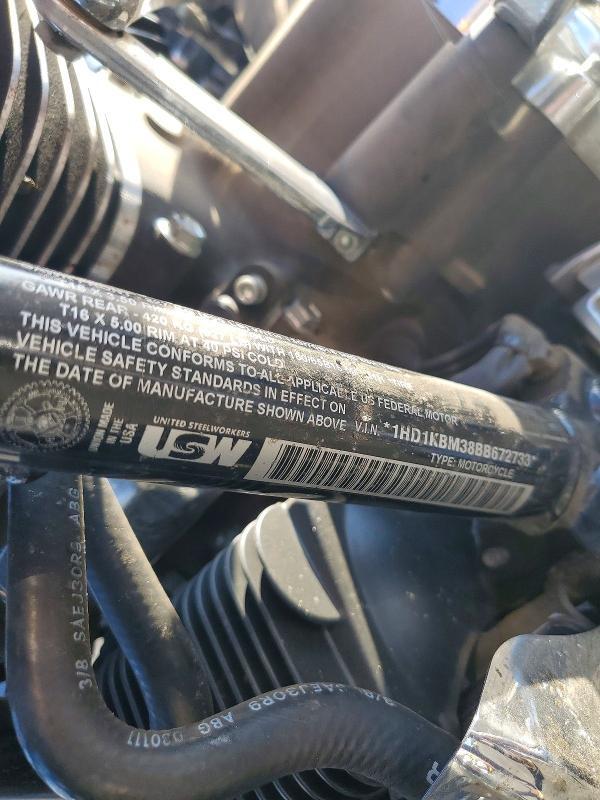 GAWR REAR - 420
T16 X 5.00 RIM AT 40 PSI COLD
THIS VEHICLE CONFORMS TO ALL APPLICABLE US FEDERAL MOTOR
VEHICLE SAFETY STANDARDS IN EFFECT ON
THE DATE OF MANUFACTURE SHOWN ABOVE V.I.N. *1HD1KBM38BB672733*
TYPE: MOTORCYCLE
MADE
IN THE
USA
UNITED STEELWORKERS
USW
3/8 SAEJ30R9 ABG
3/8 SAEJ30R9 ABG 030111